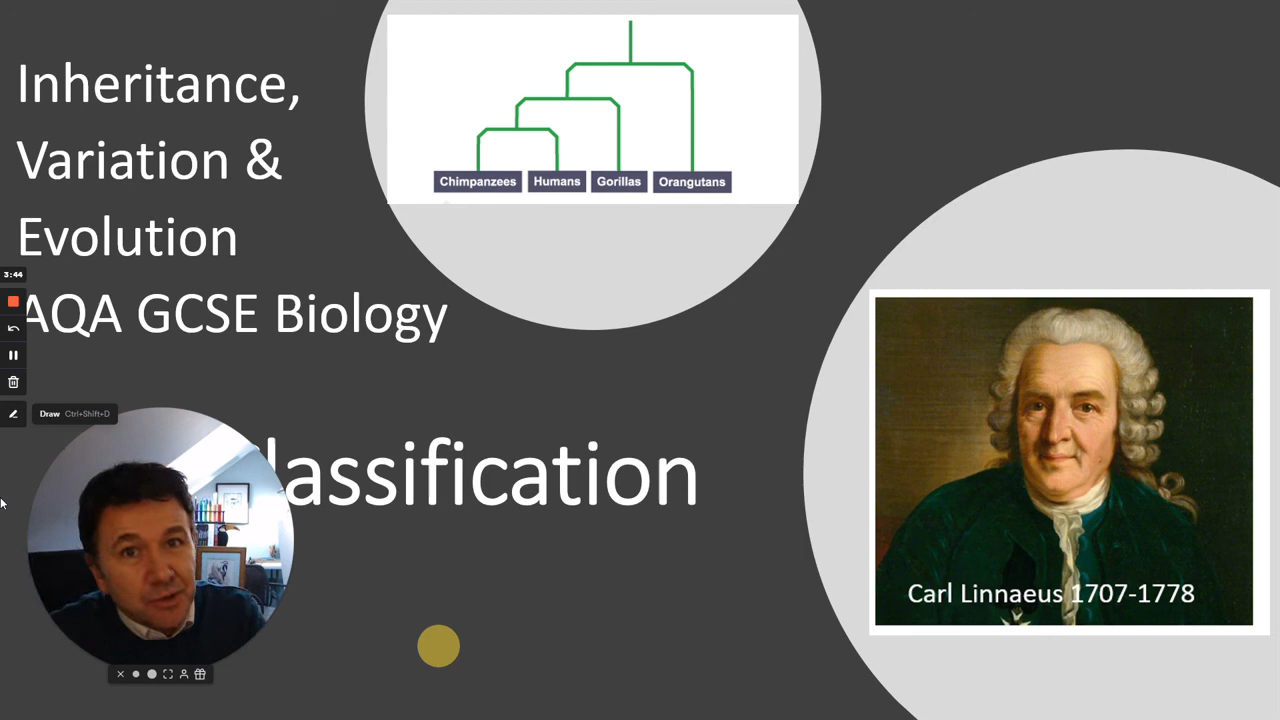 Inheritance,
Variation &
Evolution
AQA GCSE Biology
Chimpanzees Humans Gorillas Orangutans
3:44
Draw Ctrl+Shift+D
lassification
Carl Linnaeus 1707-1778